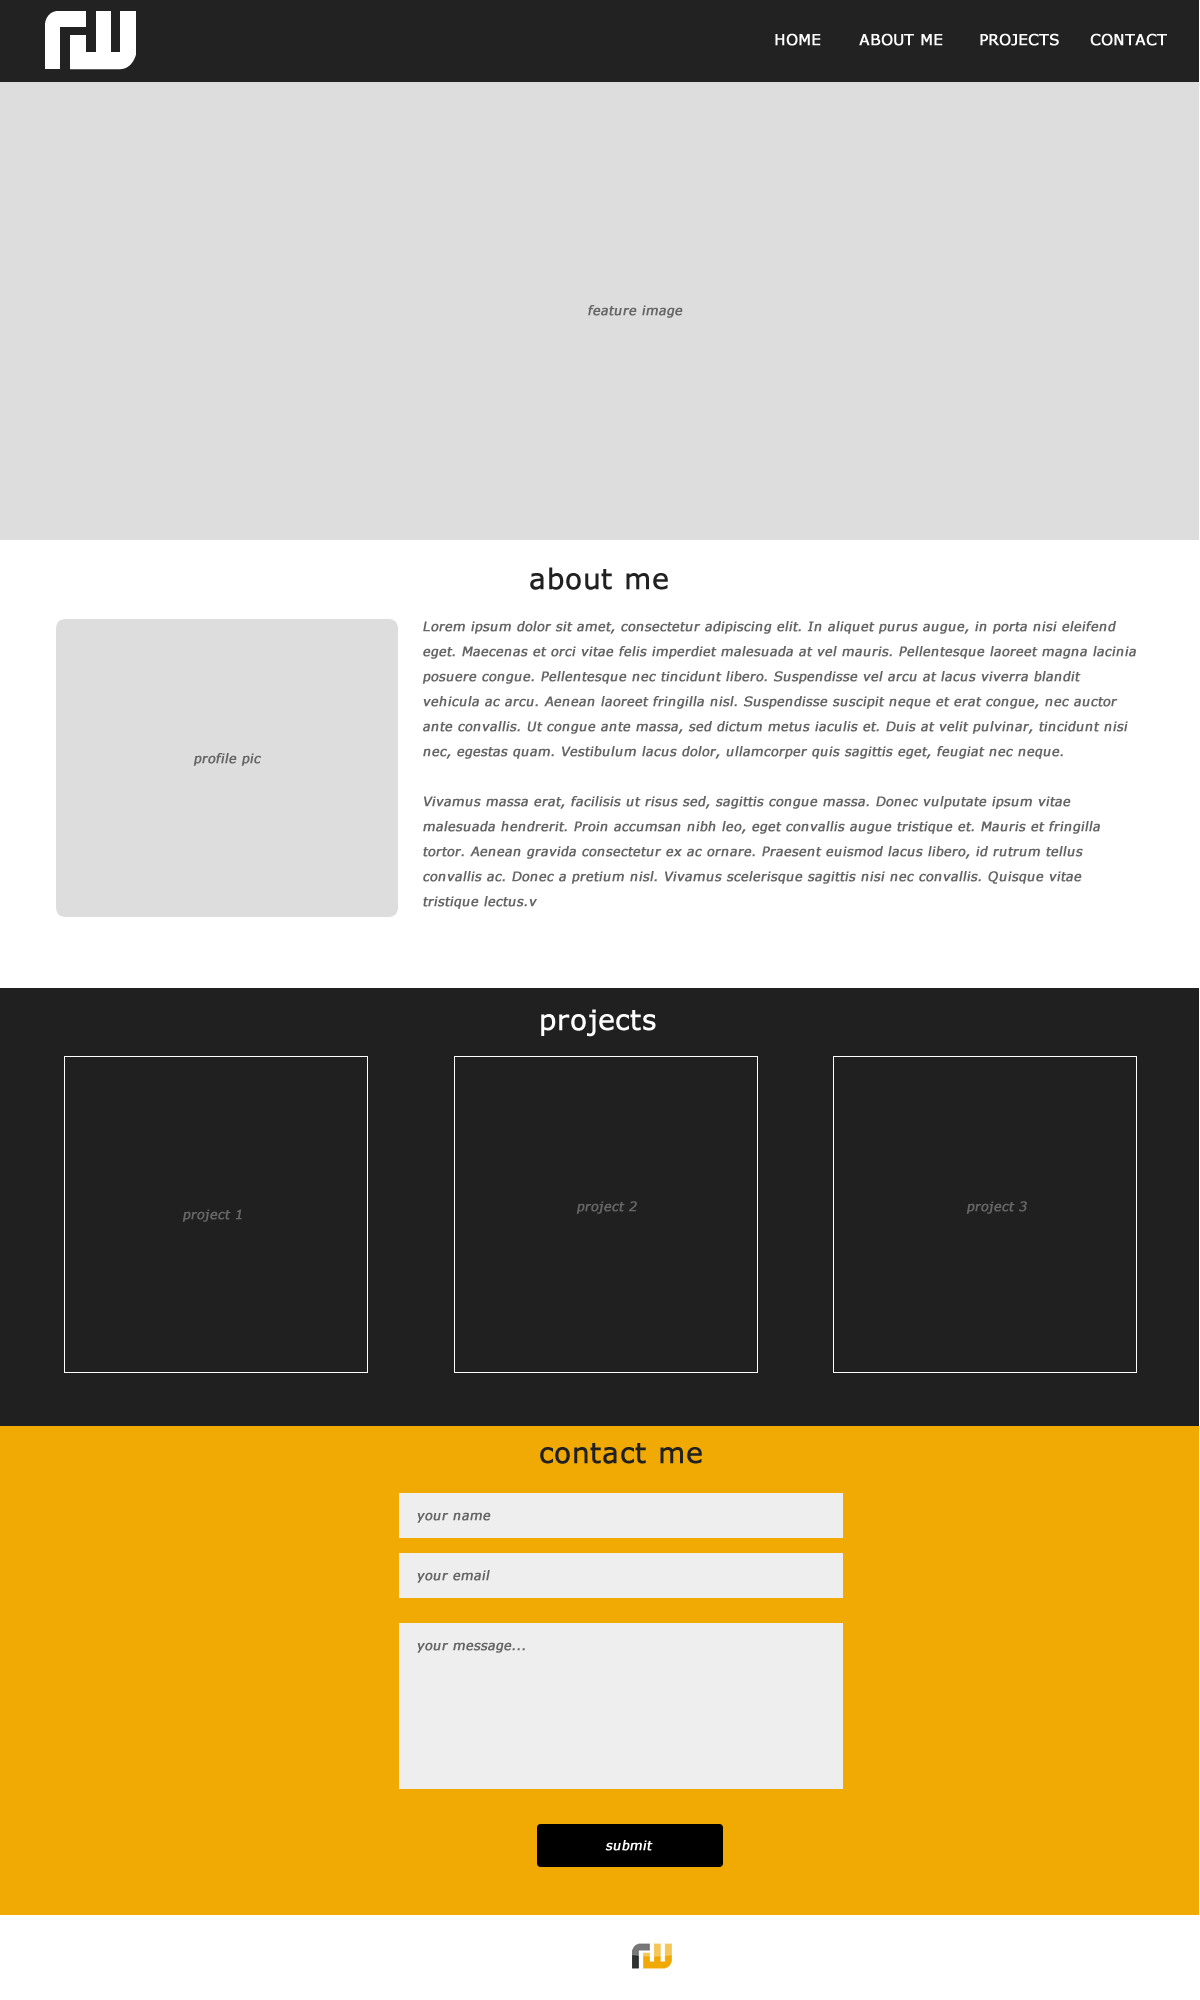 rw
HOME ABOUT ME PROJECTS CONTACT
feature image
about me
profile pic
Lorem ipsum dolor sit amet, consectetur adipiscing elit. In aliquet purus augue, in porta nisi eleifend
eget. Maecenas et orci vitae felis imperdiet malesuada at vel mauris. Pellentesque laoreet magna lacinia
posuere congue. Pellentesque nec tincidunt libero. Suspendisse vel arcu at lacus viverra blandit
vehicula ac arcu. Aenean laoreet fringilla nisl. Suspendisse suscipit neque et erat congue, nec auctor
ante convallis. Ut congue ante massa, sed dictum metus iaculis et. Duis at velit pulvinar, tincidunt nisi
nec, egestas quam. Vestibulum lacus dolor, ullamcorper quis sagittis eget, feugiat nec neque.
Vivamus massa erat, facilisis ut risus sed, sagittis congue massa. Donec vulputate ipsum vitae
malesuada hendrerit. Proin accumsan nibh leo, eget convallis augue tristique et. Mauris et fringilla
tortor. Aenean gravida consectetur ex ac ornare. Praesent euismod lacus libero, id rutrum tellus
convallis ac. Donec a pretium nisl. Vivamus scelerisque sagittis nisi nec convallis. Quisque vitae
tristique lectus.v
projects
project 1
project 2
project 3
contact me
your name
your email
your message...
submit
rw